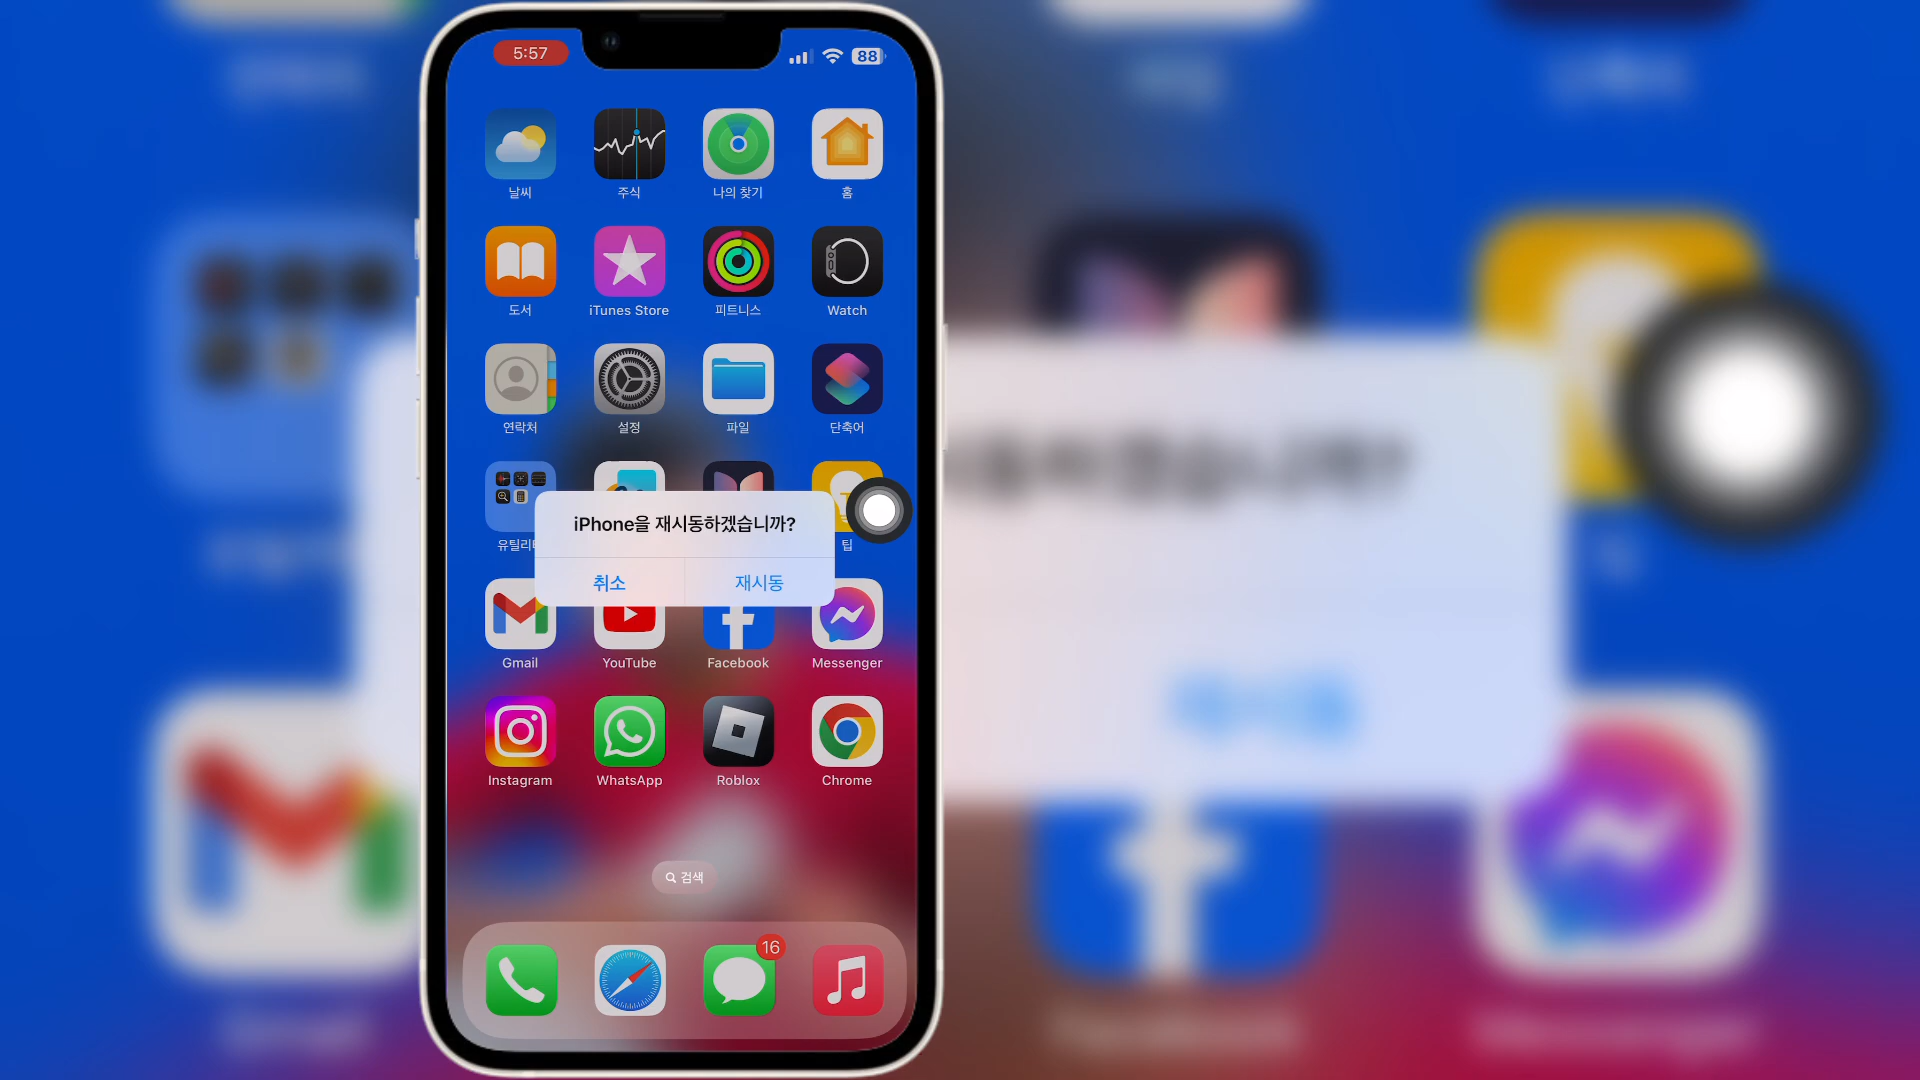 5:57
88
날씨
주식
나의 찾기
홈
도서
iTunes Store
피트니스
Watch
연락처
설정
파일
단축어
팁
iPhone을 재시동하겠습니까?
취소
재시동
Gmail
YouTube
Facebook
Messenger
Instagram
WhatsApp
Roblox
Chrome
검색
16